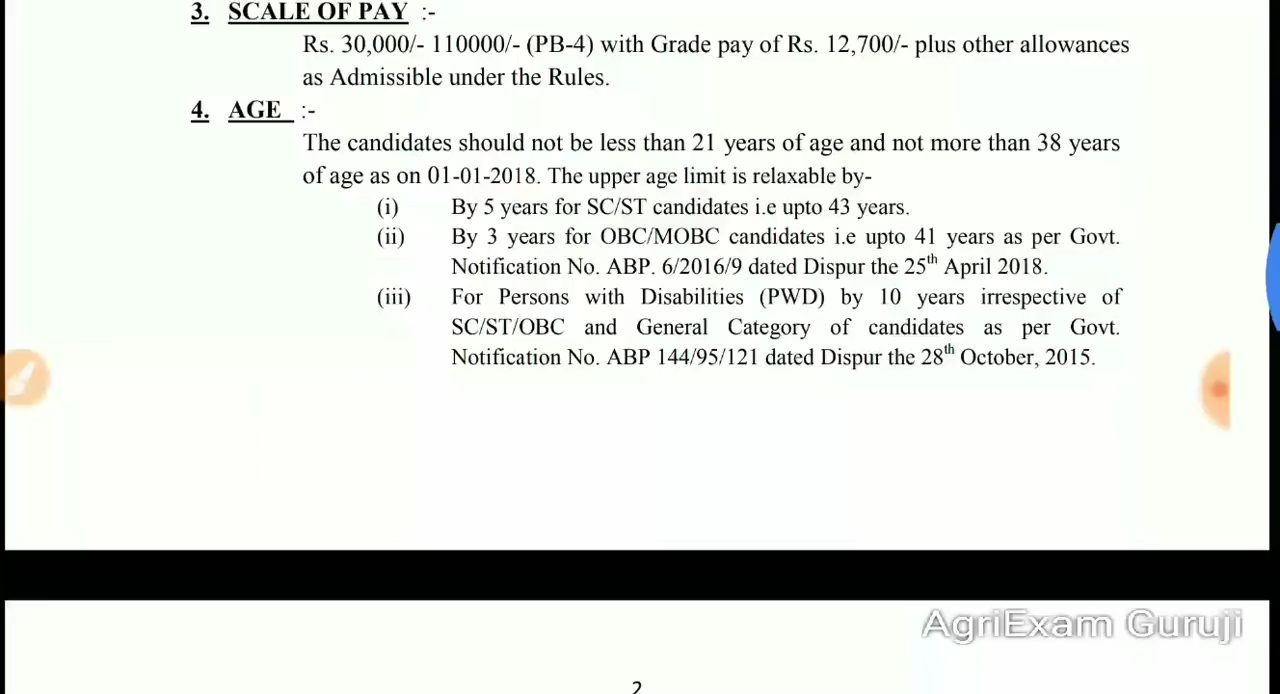 3. SCALE OF PAY :-
Rs. 30,000/- 110000/- (PB-4) with Grade pay of Rs. 12,700/- plus other allowances
as Admissible under the Rules.
4. AGE :-
The candidates should not be less than 21 years of age and not more than 38 years
of age as on 01-01-2018. The upper age limit is relaxable by-
(i) By 5 years for SC/ST candidates i.e upto 43 years.
(ii) By 3 years for OBC/MOBC candidates i.e upto 41 years as per Govt.
Notification No. ABP. 6/2016/9 dated Dispur the 25th April 2018.
(iii) For Persons with Disabilities (PWD) by 10 years irrespective of
SC/ST/OBC and General Category of candidates as per Govt.
Notification No. ABP 144/95/121 dated Dispur the 28th October, 2015.
AgriExam Guruji
2